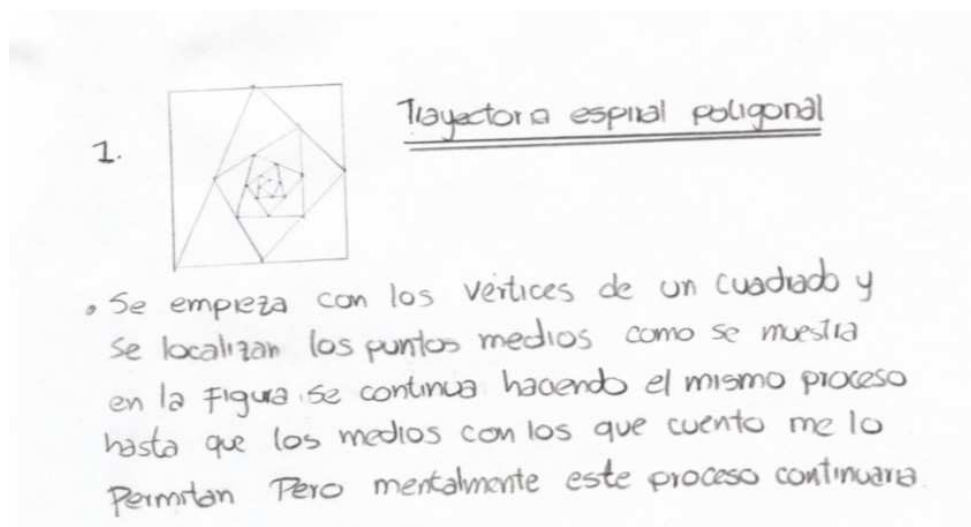 Trayectoria espiral poligonal
1.
• Se empieza con los vértices de un cuadrado y
se localizan los puntos medios como se muestra
en la Figura. Se continua haciendo el mismo proceso
hasta que los medios con los que cuento me lo
Permitan Pero mentalmente este proceso continuaria.